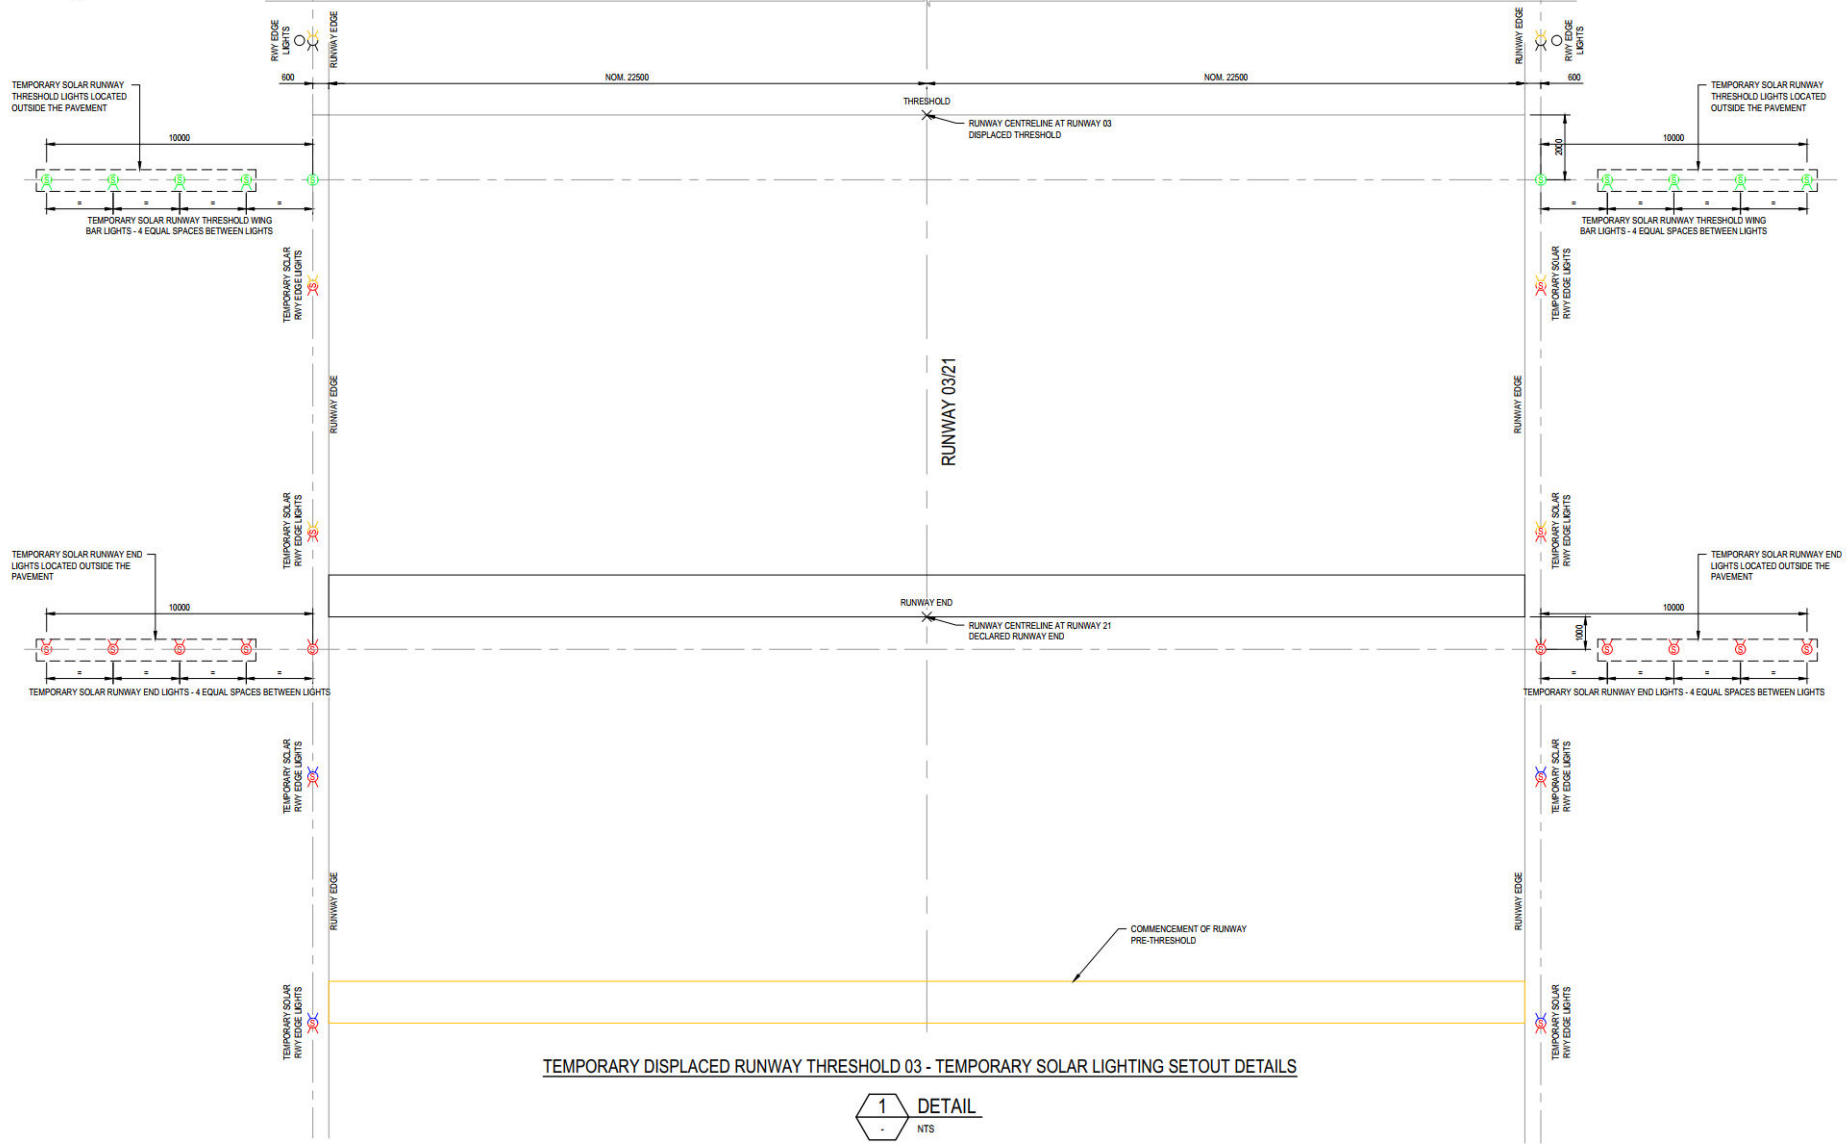 RWY EDGE
LIGHTS
RUNWAY EDGE
RUNWAY EDGE
RWY EDGE
LIGHTS
600
NOM. 22500
NOM. 22500
600
TEMPORARY SOLAR RUNWAY
THRESHOLD LIGHTS LOCATED
OUTSIDE THE PAVEMENT
THRESHOLD
RUNWAY CENTRELINE AT RUNWAY 03
DISPLACED THRESHOLD
TEMPORARY SOLAR RUNWAY
THRESHOLD LIGHTS LOCATED
OUTSIDE THE PAVEMENT
10000
2000
10000
S S S S S
S S S S S
= = = =
= = = =
TEMPORARY SOLAR RUNWAY THRESHOLD WING
BAR LIGHTS - 4 EQUAL SPACES BETWEEN LIGHTS
TEMPORARY SOLAR RUNWAY THRESHOLD WING
BAR LIGHTS - 4 EQUAL SPACES BETWEEN LIGHTS
TEMPORARY SOLAR
RWY EDGE LIGHTS
S
S
TEMPORARY SOLAR
RWY EDGE LIGHTS
RUNWAY EDGE
RUNWAY 03/21
RUNWAY EDGE
TEMPORARY SOLAR
RWY EDGE LIGHTS
S
S
TEMPORARY SOLAR
RWY EDGE LIGHTS
TEMPORARY SOLAR RUNWAY END
LIGHTS LOCATED OUTSIDE THE
PAVEMENT
TEMPORARY SOLAR RUNWAY END
LIGHTS LOCATED OUTSIDE THE
PAVEMENT
10000
RUNWAY END
RUNWAY CENTRELINE AT RUNWAY 21
DECLARED RUNWAY END
1000
10000
S S S S S
S S S S S
= = = =
= = = =
TEMPORARY SOLAR RUNWAY END LIGHTS - 4 EQUAL SPACES BETWEEN LIGHTS
TEMPORARY SOLAR RUNWAY END LIGHTS - 4 EQUAL SPACES BETWEEN LIGHTS
TEMPORARY SOLAR
RWY EDGE LIGHTS
S
S
TEMPORARY SOLAR
RWY EDGE LIGHTS
RUNWAY EDGE
RUNWAY EDGE
COMMENCEMENT OF RUNWAY
PRE-THRESHOLD
TEMPORARY SOLAR
RWY EDGE LIGHTS
S
S
TEMPORARY SOLAR
RWY EDGE LIGHTS
TEMPORARY DISPLACED RUNWAY THRESHOLD 03 - TEMPORARY SOLAR LIGHTING SETOUT DETAILS
1
-
DETAIL
NTS